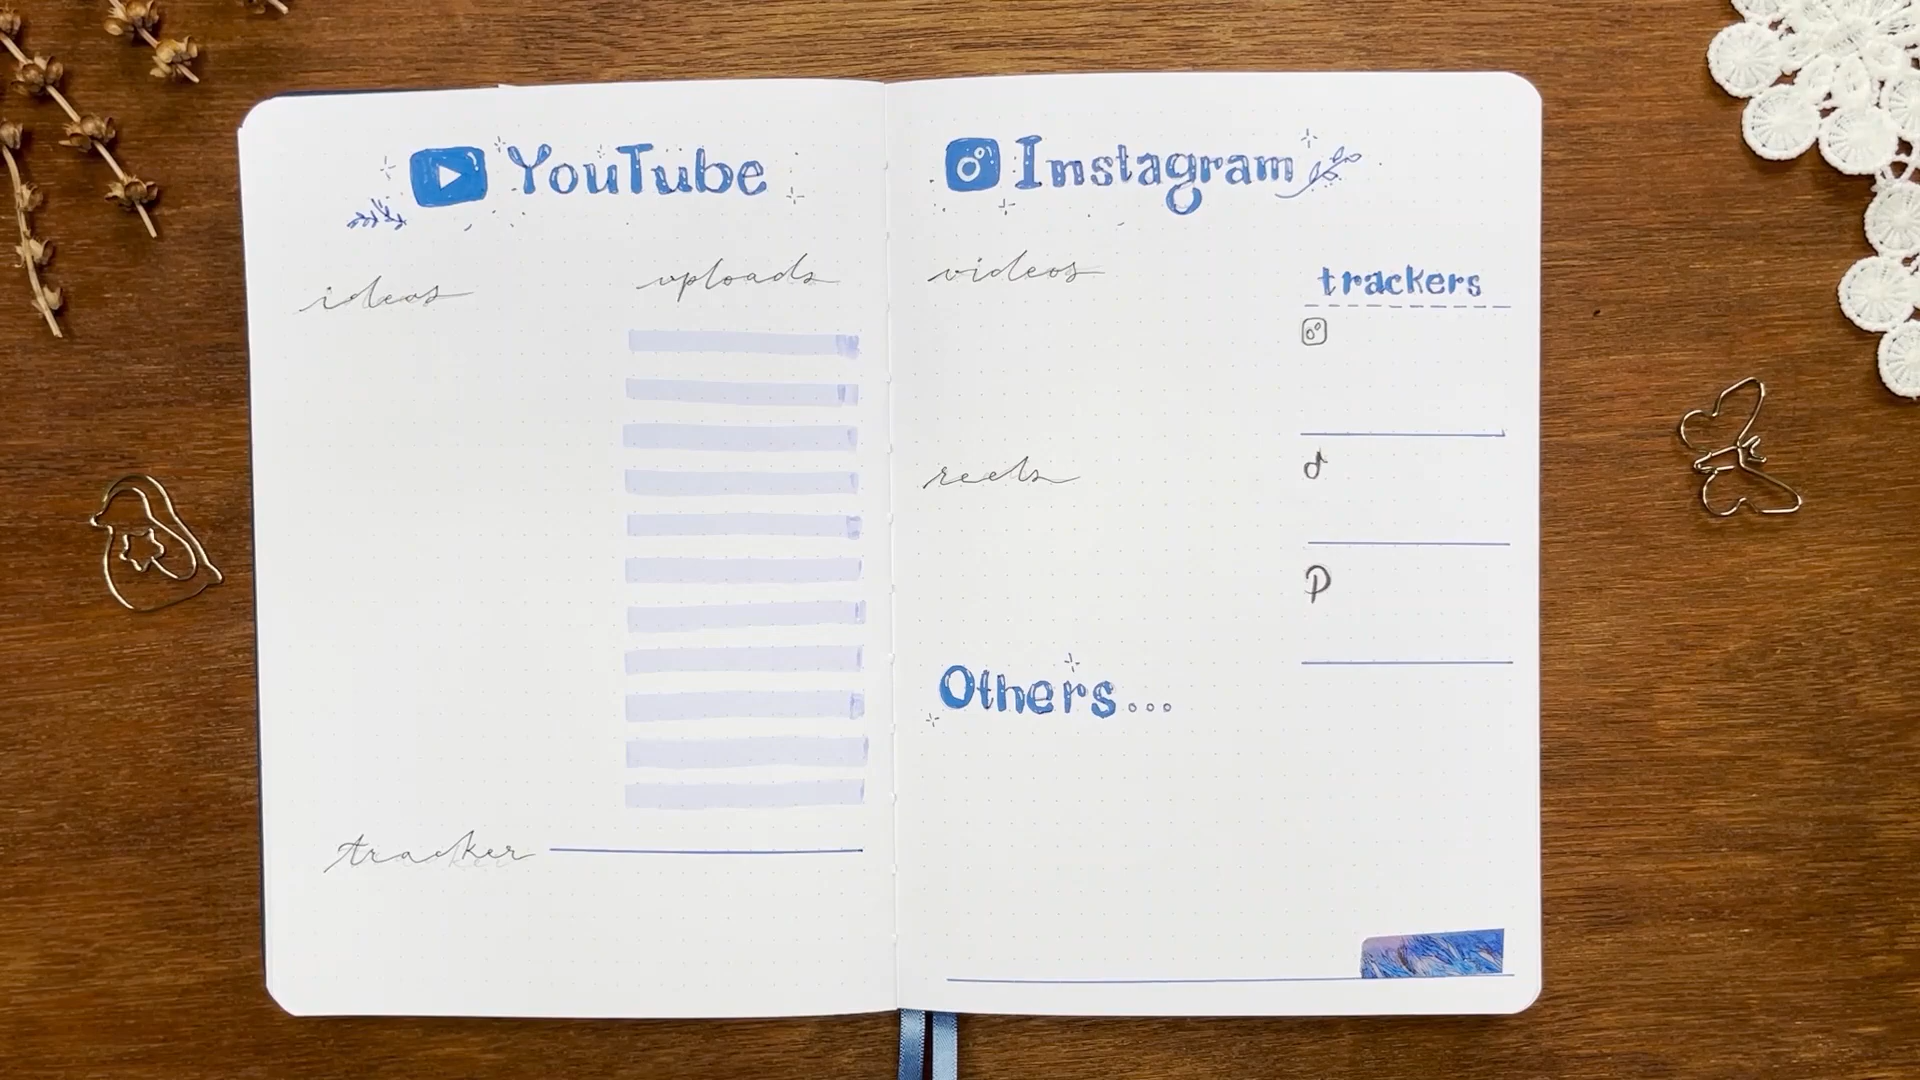 YouTube
ideas
uploads
tracker
Instagram
videos
trackers
reels
P
Others...